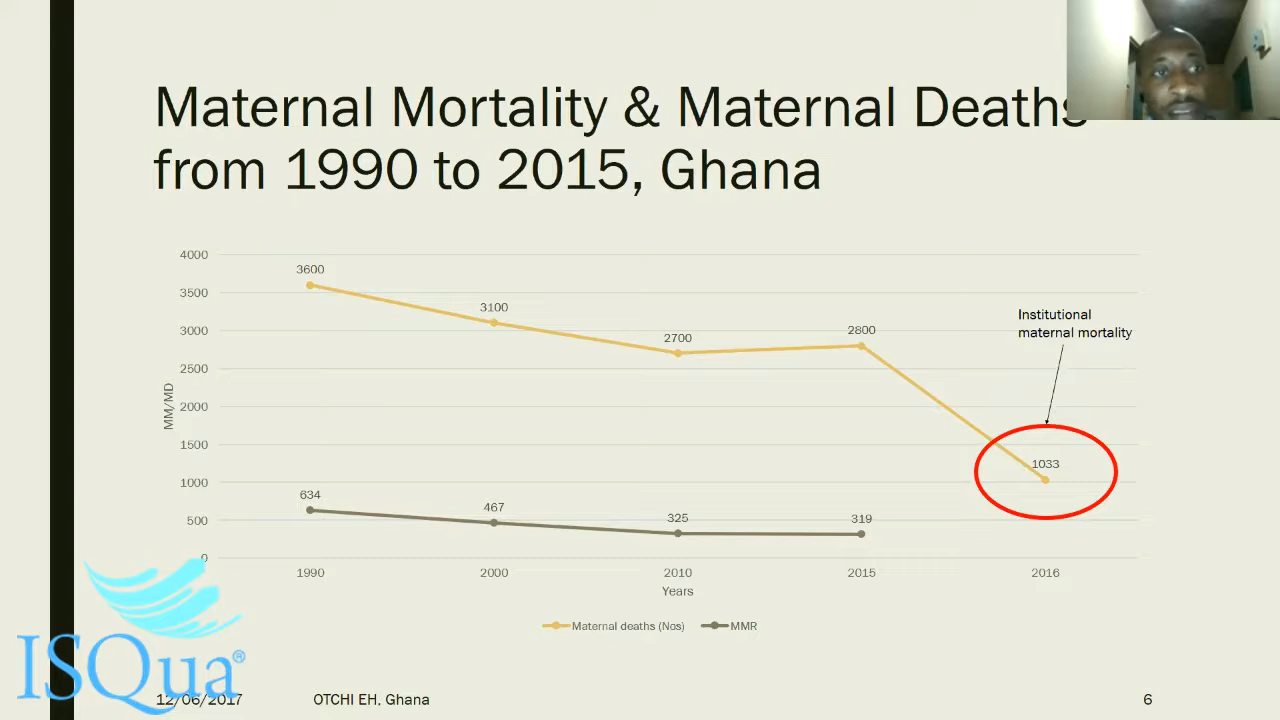 Maternal Mortality & Maternal Deaths
from 1990 to 2015, Ghana
4000
3500
3000
2500
2000
1500
1000
500
0
MM/MD
3600
3100
2700
2800
1033
634
467
325
319
Institutional
maternal mortality
1990 2000 2010 2015 2016
Years
Maternal deaths (Nos) MMR
ISQua®
12/06/2017 OTCHI EH, Ghana 6